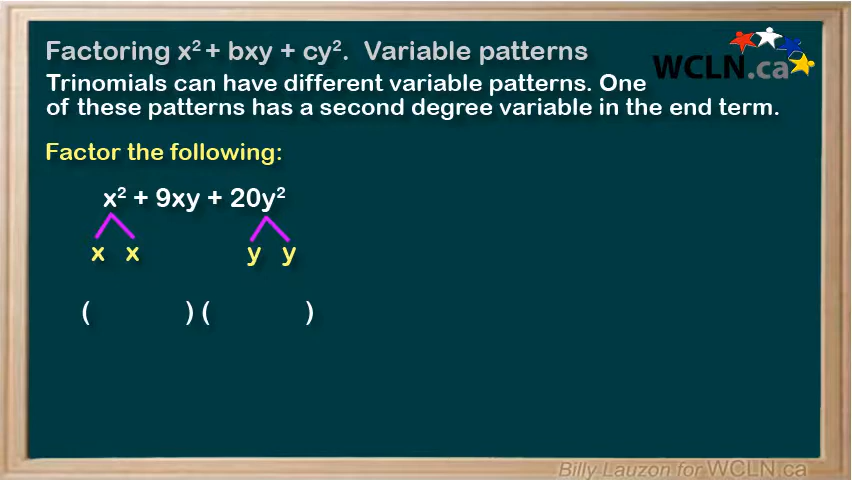 Factoring x² + bxy + cy². Variable patterns
WCLN.ca
Trinomials can have different variable patterns. One
of these patterns has a second degree variable in the end term.
Factor the following:
x² + 9xy + 20y²
x x y y
( ) ( )
Billy Lauzon for WCLN.ca